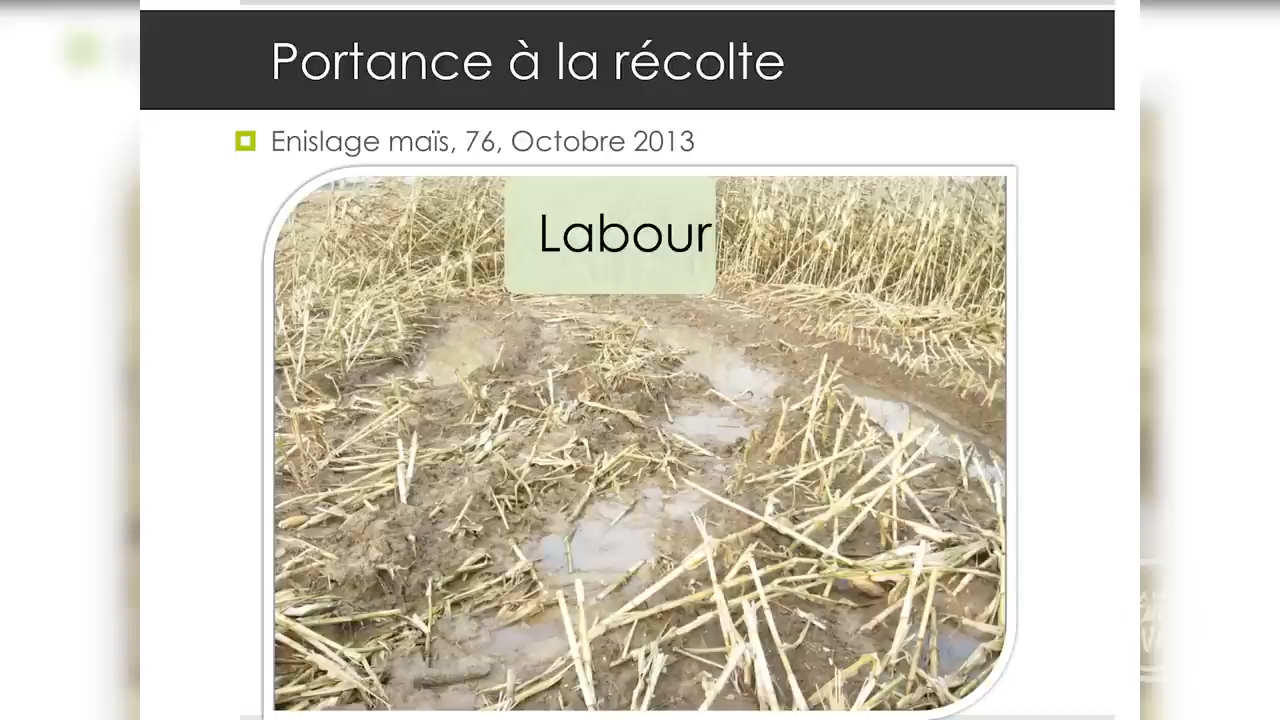 Portance à la récolte
Enislage maïs, 76, Octobre 2013
Labour